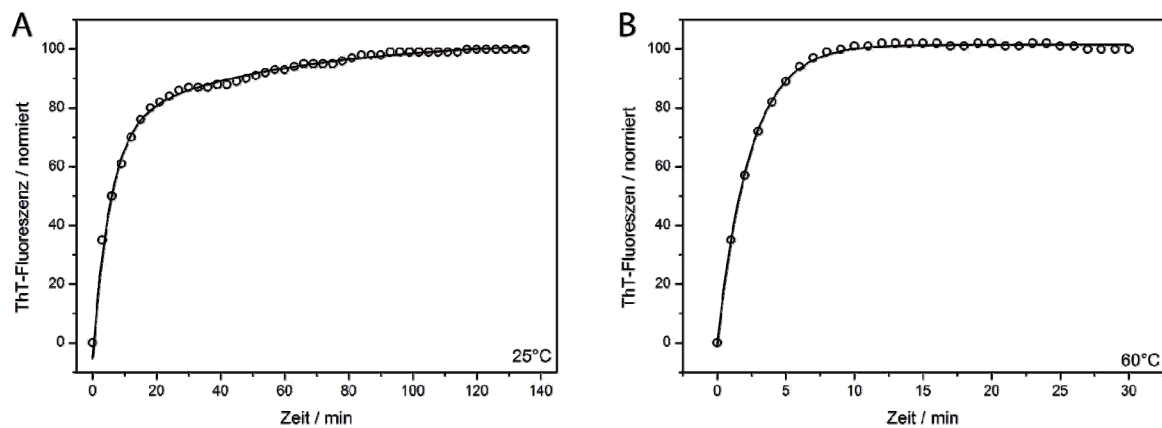 A
ThT-Fluoreszenz / normiert
100
80
60
40
20
0
25°C
0 20 40 60 80 100 120 140
Zeit / min
B
ThT-Fluoreszen / normiert
100
80
60
40
20
0
60°C
0 5 10 15 20 25 30
Zeit / min